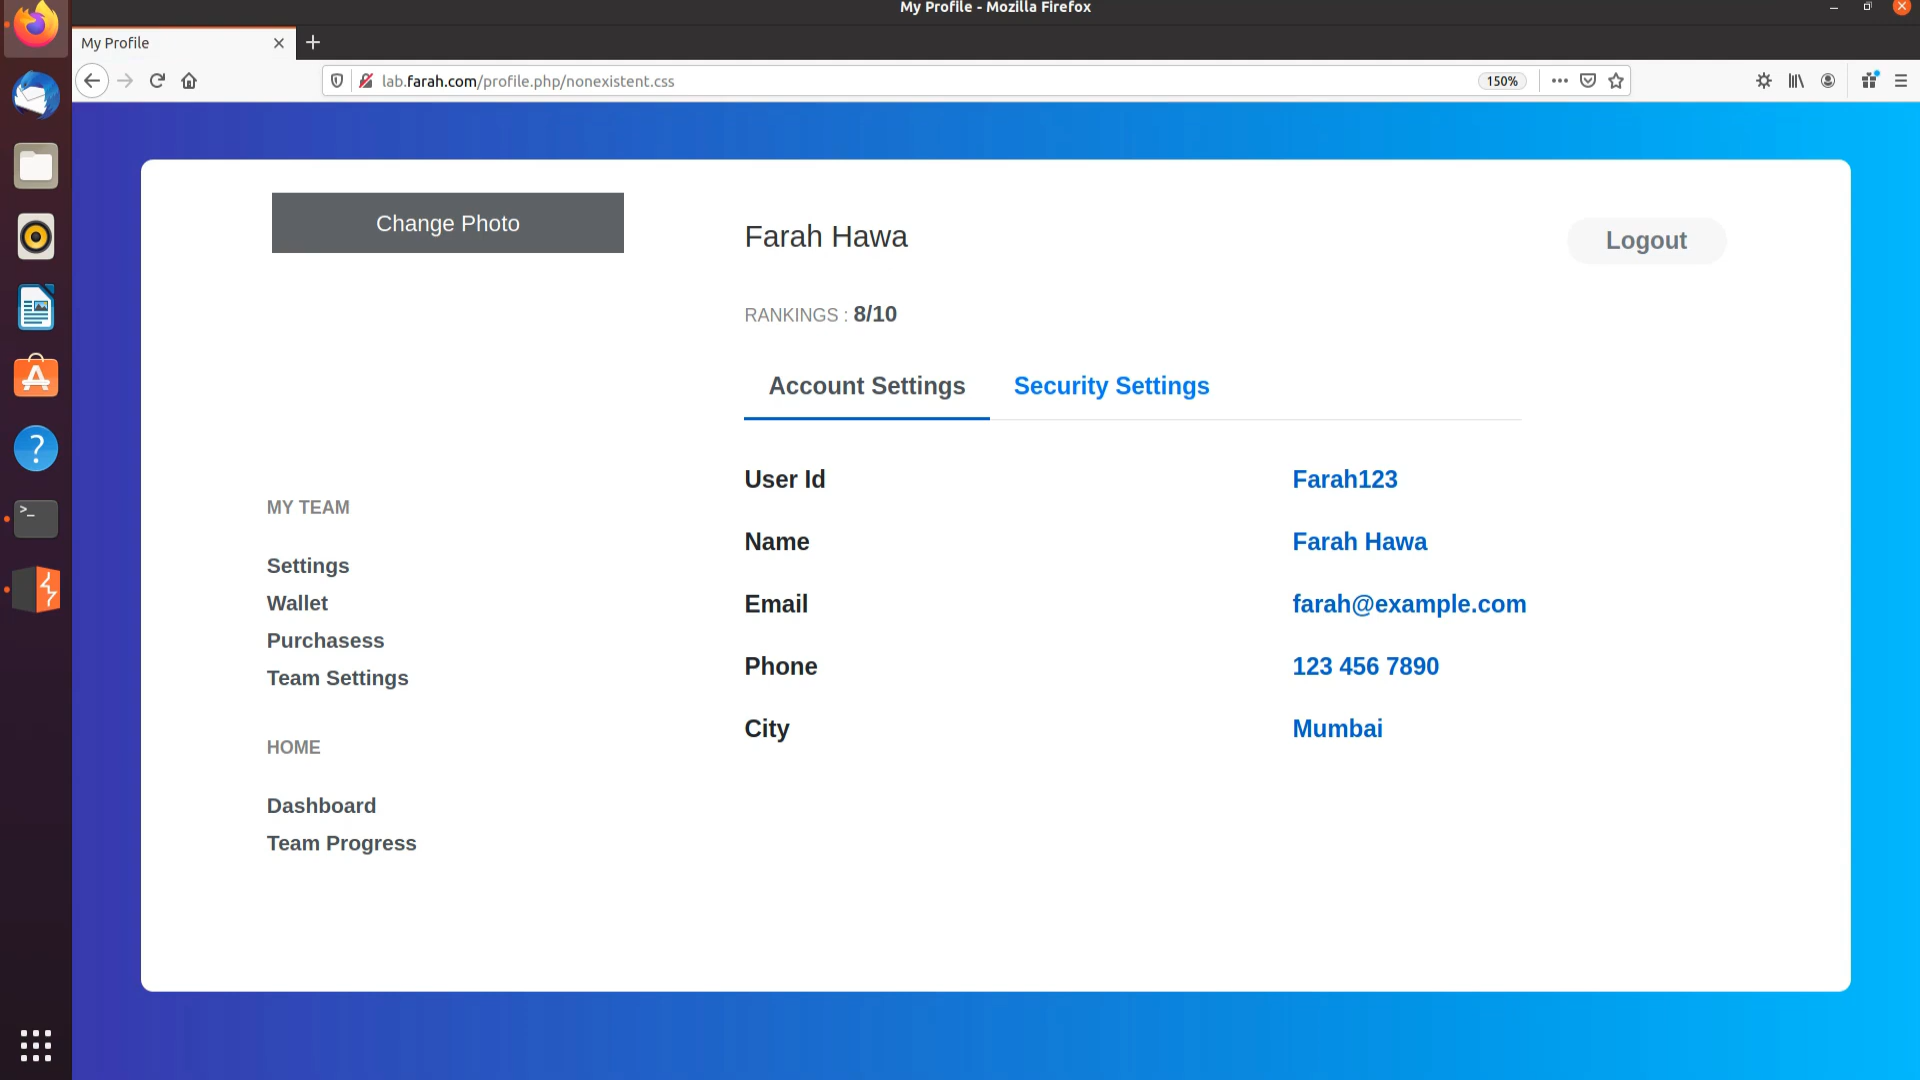 My Profile - Mozilla Firefox
My Profile
lab.farah.com/profile.php/nonexistent.css
150%
Change Photo
Farah Hawa
Logout
RANKINGS : 8/10
Account Settings
Security Settings
User Id
Farah123
Name
Farah Hawa
Email
farah@example.com
Phone
123 456 7890
City
Mumbai
MY TEAM
Settings
Wallet
Purchasess
Team Settings
HOME
Dashboard
Team Progress